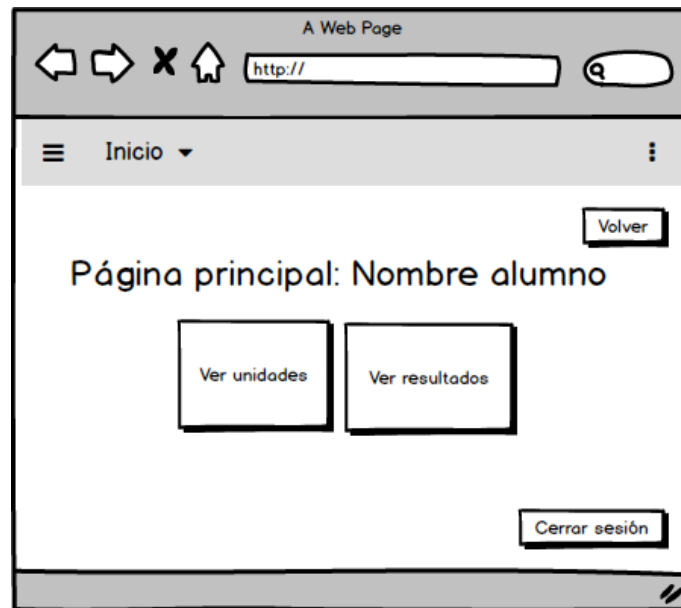 A Web Page
http://
Inicio
Volver
Página principal: Nombre alumno
Ver unidades
Ver resultados
Cerrar sesión